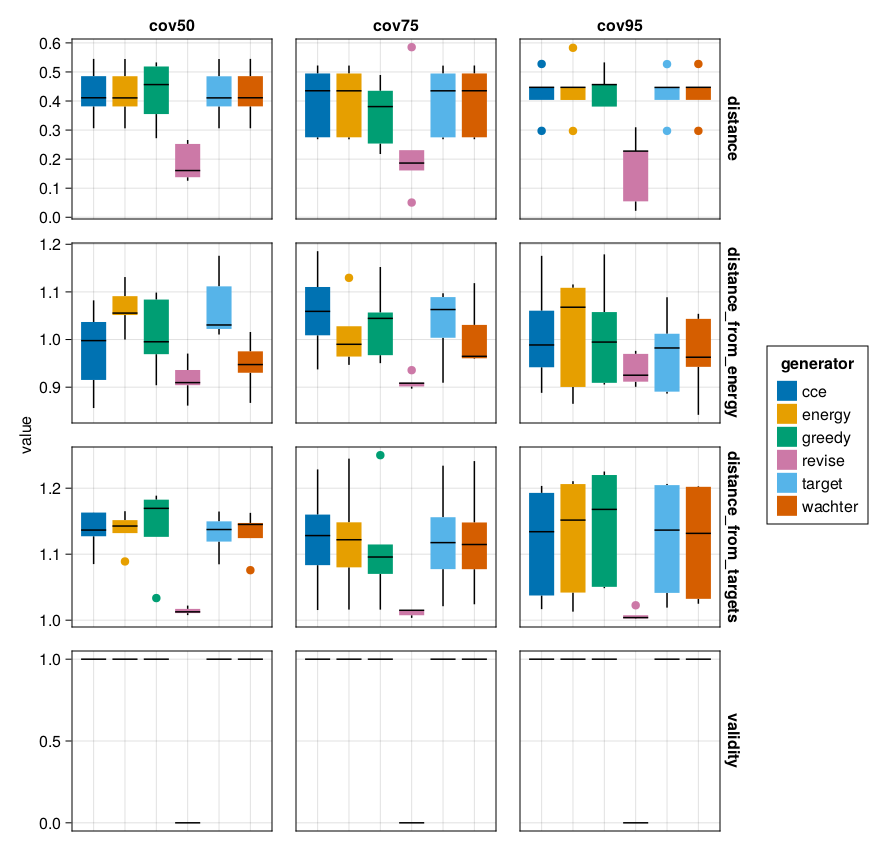 cov50 cov75 cov95
0.6
0.5
0.4
0.3
0.2
0.1
0.0
distance
1.2
1.1
1.0
0.9
distance_from_energy
value
1.2
1.1
1.0
distance_from_targets
1.0
0.5
0.0
validity
generator
cce
energy
greedy
revise
target
wachter